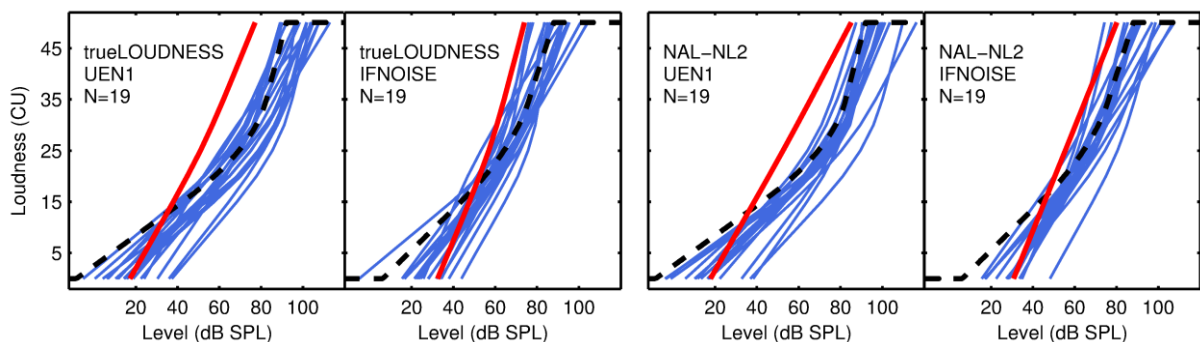 45
35
25
15
5
Loudness (CU)
trueLOUDNESS
UEN1
N=19
20 40 60 80 100
Level (dB SPL)
trueLOUDNESS
IFNOISE
N=19
20 40 60 80 100
Level (dB SPL)
NAL-NL2
UEN1
N=19
20 40 60 80 100
Level (dB SPL)
NAL-NL2
IFNOISE
N=19
20 40 60 80 100
Level (dB SPL)